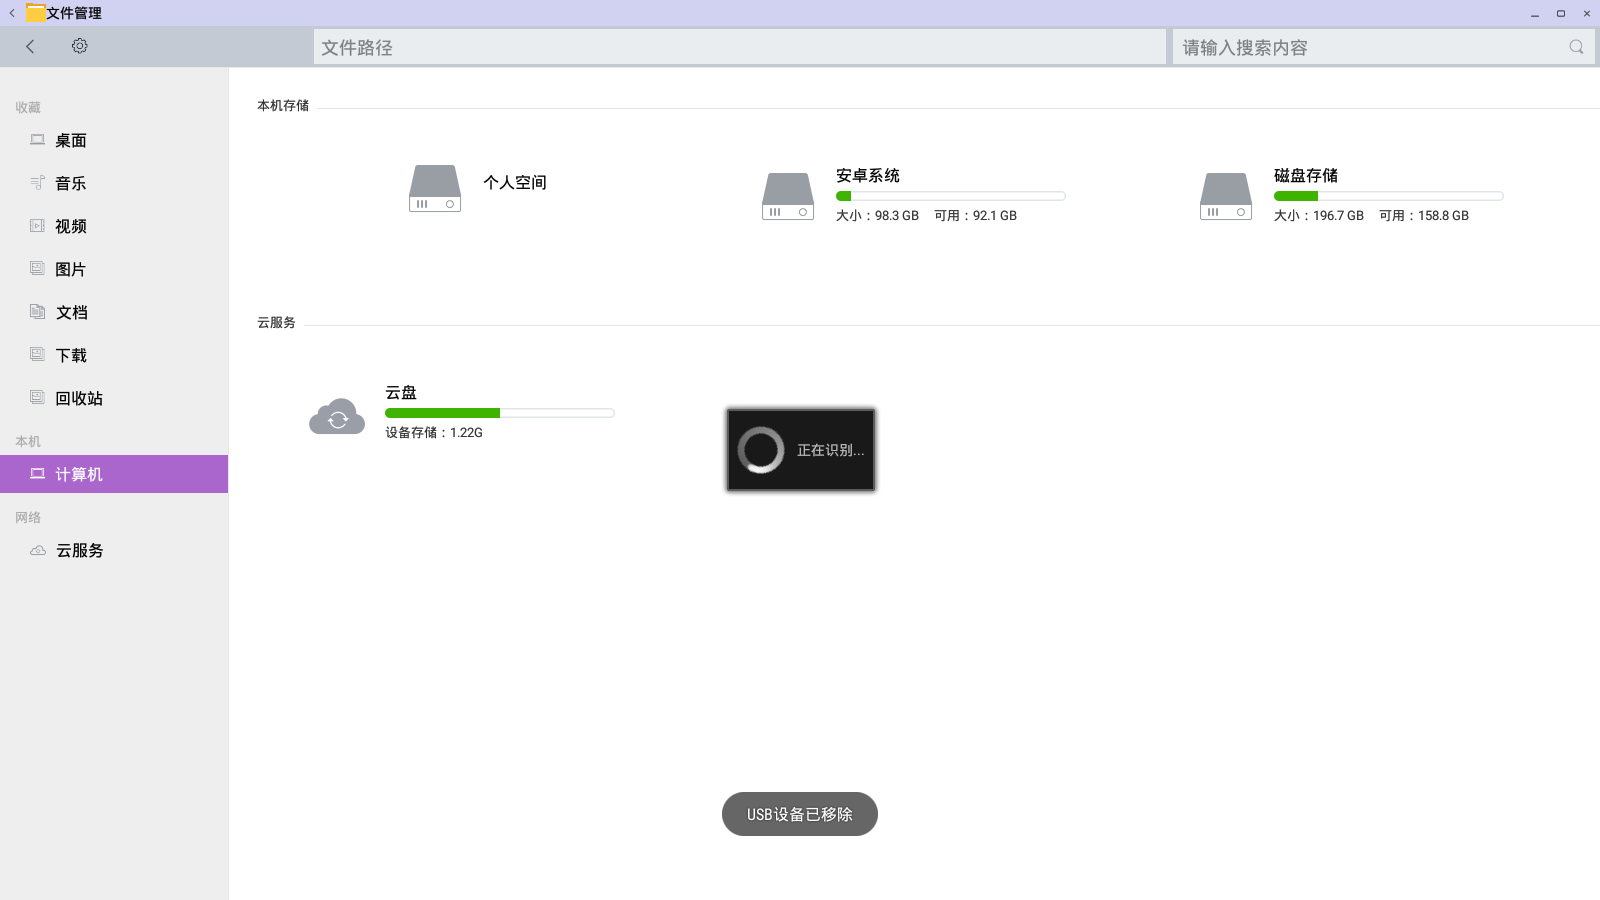 文件管理
文件路径
请输入搜索内容
收藏
桌面
音乐
视频
图片
文档
下载
回收站
本机
计算机
网络
云服务
本机存储
个人空间
安卓系统
大小：98.3 GB 可用：92.1 GB
磁盘存储
大小：196.7 GB 可用：158.8 GB
云服务
云盘
设备存储：1.22G
正在识别...
USB设备已移除